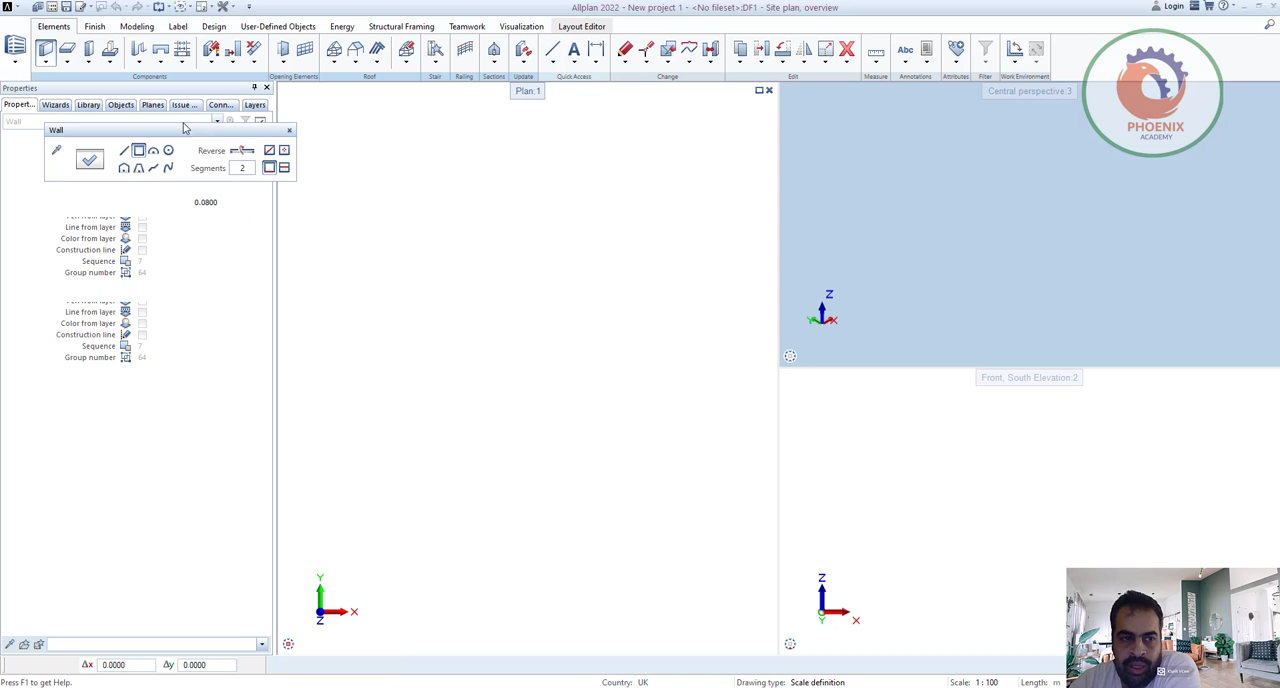 Allplan 2022 - New project 1 - <No fileset>:DF1 - Site plan, overview
Login
Elements Finish Modeling Label Design User-Defined Objects Energy Structural Framing Teamwork Visualization Layout Editor
Abc
Components Opening Elements Roof Stair Railing Sections Update Quick Access Change Edit Measure Annotations Attributes Filter Work Environment
Properties
Propert... Wizards Library Objects Planes Issue ... Conn... Layers
Wall
Wall
Reverse
Segments 2
0.0800
Line from layer
Color from layer
Construction line
Sequence 7
Group number 64
Line from layer
Color from layer
Construction line
Sequence 7
Group number 64
Plan:1
Central perspective:3
Front, South Elevation:2
Y
X
Z
Z
Y X
Z
X
Y
PHOENIX
ACADEMY
Δx 0.0000 Δy 0.0000
Press F1 to get Help.
Country: UK
Drawing type: Scale definition
Scale: 1 : 100
Length: m